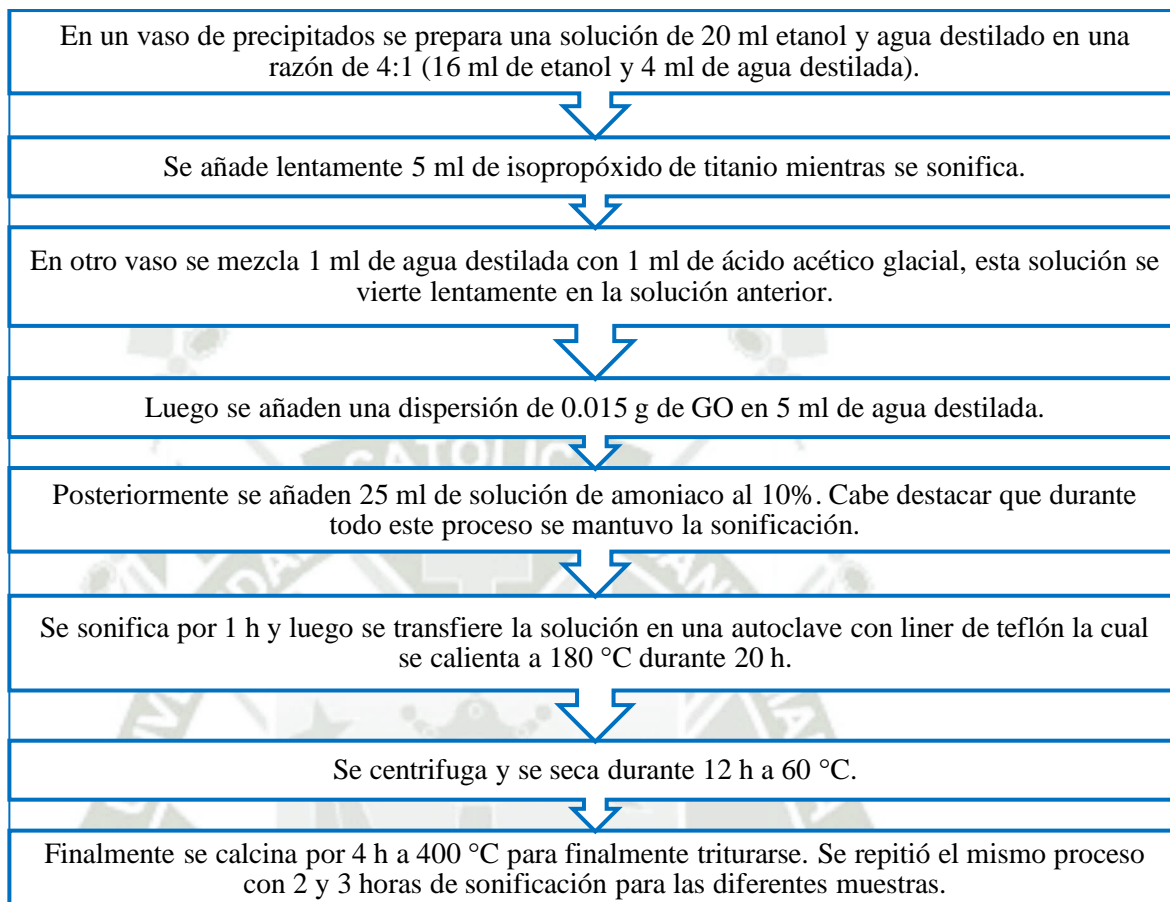 En un vaso de precipitados se prepara una solución de 20 ml etanol y agua destilado en una
razón de 4:1 (16 ml de etanol y 4 ml de agua destilada).
Se añade lentamente 5 ml de isopropóxido de titanio mientras se sonifica.
En otro vaso se mezcla 1 ml de agua destilada con 1 ml de ácido acético glacial, esta solución se
vierte lentamente en la solución anterior.
Luego se añaden una dispersión de 0.015 g de GO en 5 ml de agua destilada.
CATOLIC
Posteriormente se añaden 25 ml de solución de amoniaco al 10%. Cabe destacar que durante
todo este proceso se mantuvo la sonificación.
Se sonifica por 1 h y luego se transfiere la solución en una autoclave con liner de teflón la cual
se calienta a 180 °C durante 20 h.
Se centrifuga y se seca durante 12 h a 60 °C.
Finalmente se calcina por 4 h a 400 °C para finalmente triturarse. Se repitió el mismo proceso
con 2 y 3 horas de sonificación para las diferentes muestras.